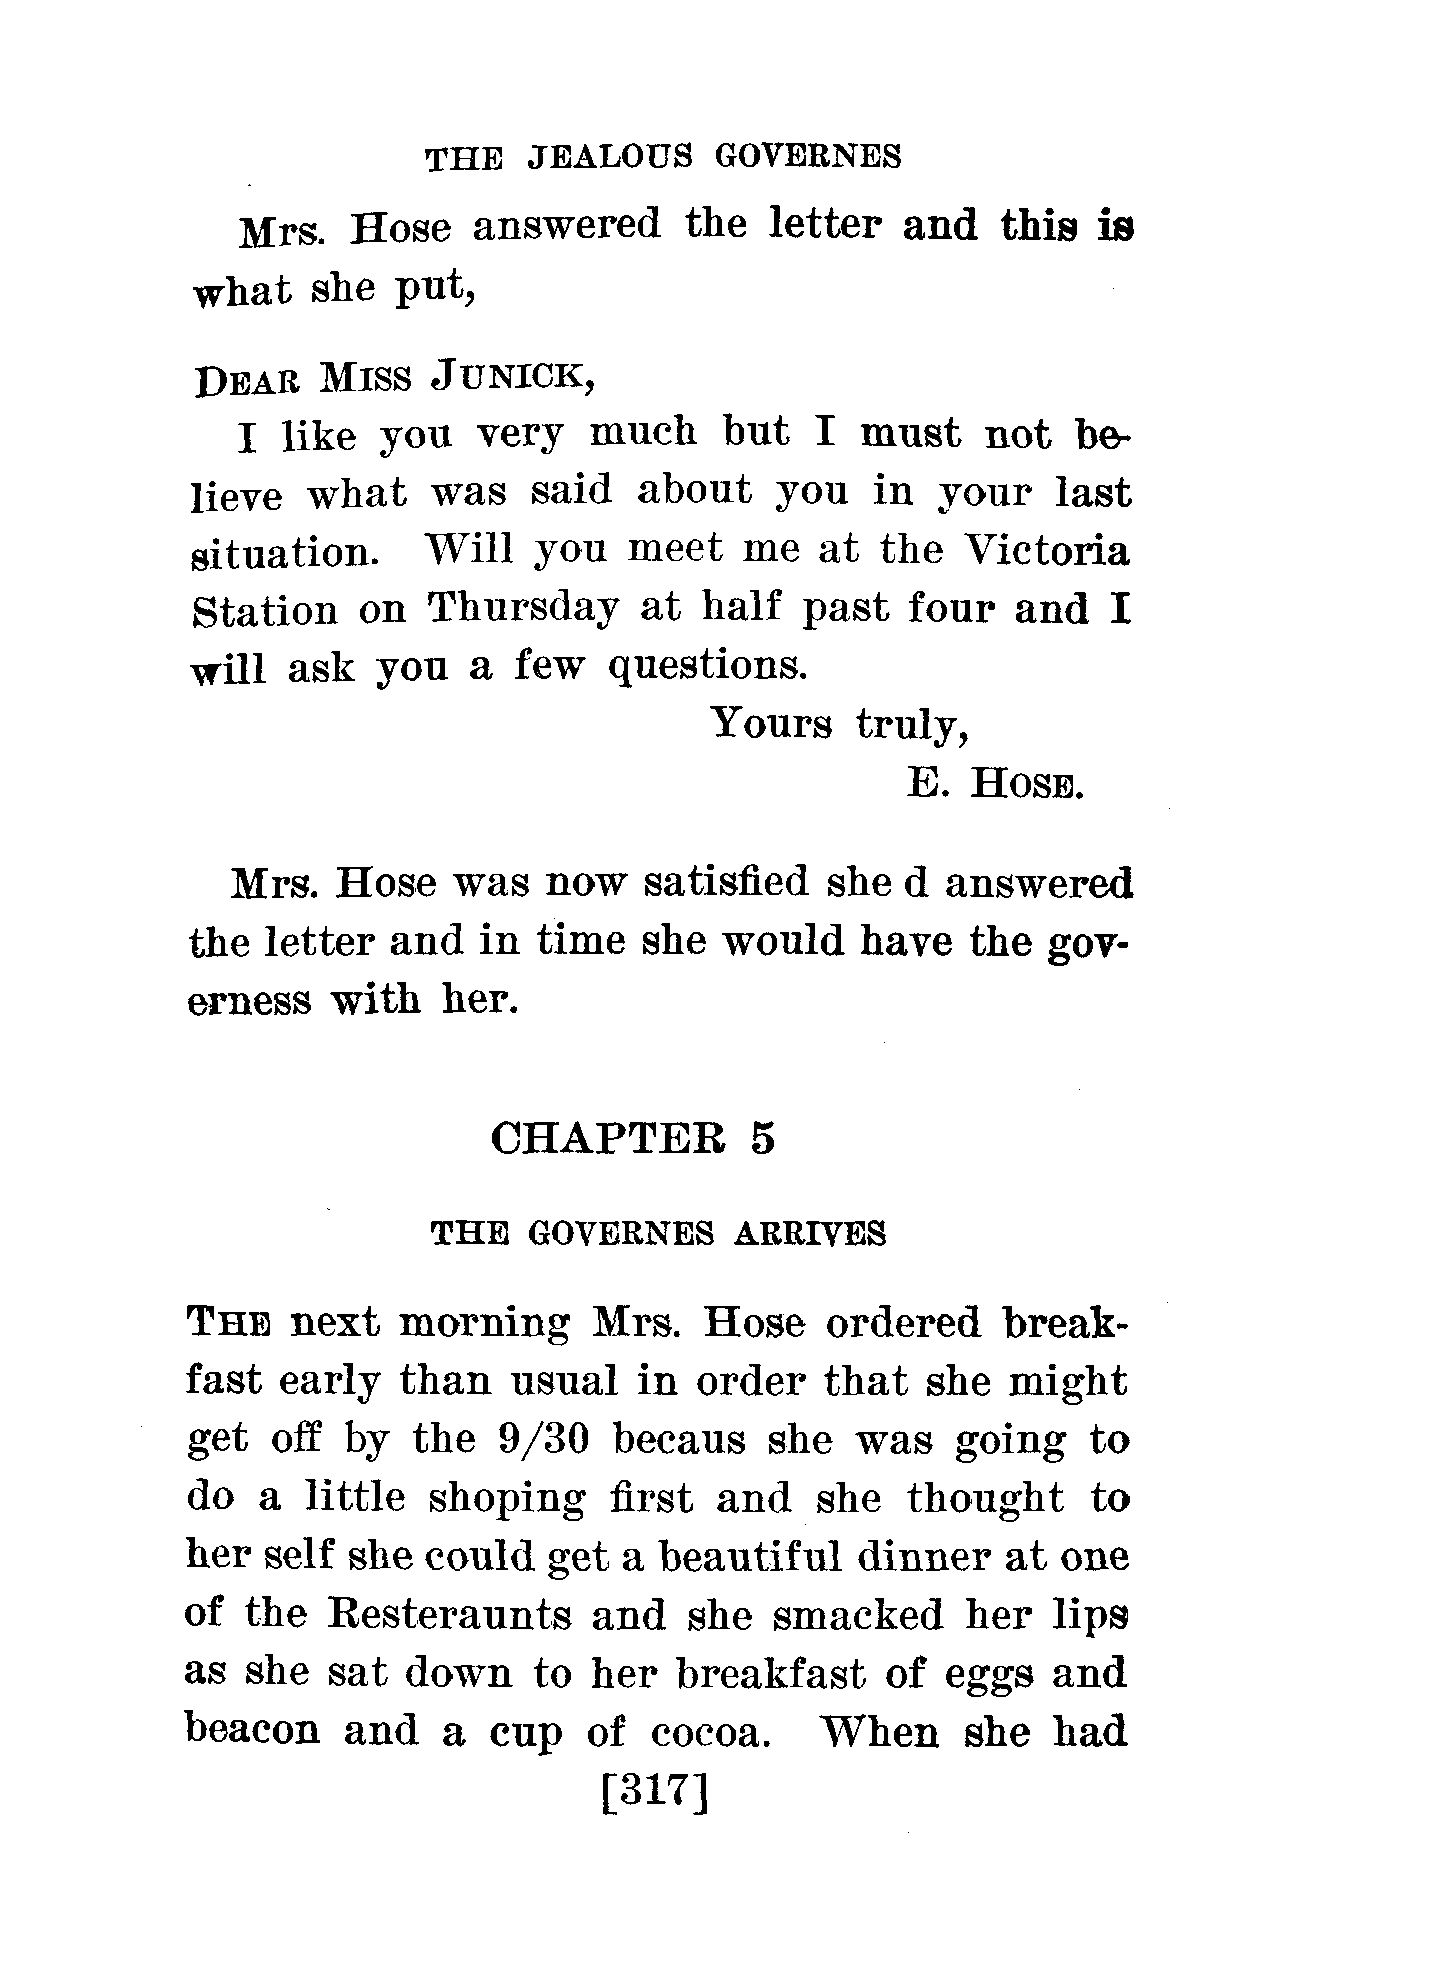 THE JEALOUS GOVERNES
Mrs. Hose answered the letter and this is
what she put,
DEAR MISS JUNICK,
I like you very much but I must not be-
lieve what was said about you in your last
situation. Will you meet me at the Victoria
Station on Thursday at half past four and I
will ask you a few questions.
Yours truly,
E. HOSE.
Mrs. Hose was now satisfied she d answered
the letter and in time she would have the gov-
erness with her.
CHAPTER 5
THE GOVERNES ARRIVES
THE next morning Mrs. Hose ordered break-
fast early than usual in order that she might
get off by the 9/30 becaus she was going to
do a little shoping first and she thought to
her self she could get a beautiful dinner at one
of the Resteraunts and she smacked her lips
as she sat down to her breakfast of eggs and
beacon and a cup of cocoa. When she had
[317]